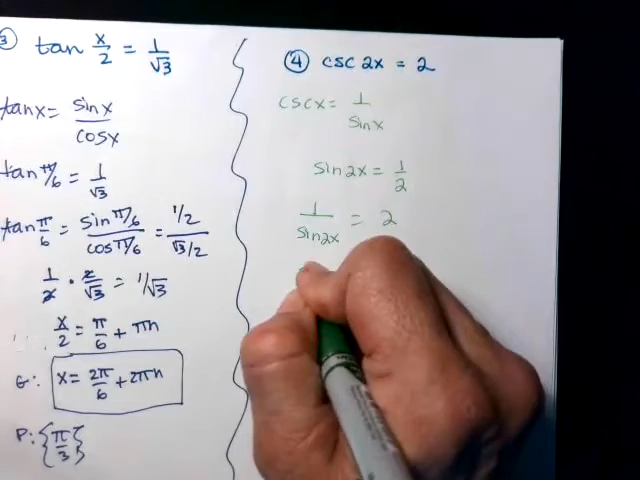 ③ tan x/2 = 1/√3
tanx = sinx/cosx
tan π/6 = 1/√3
tan π/6 = sin π/6 / cos π/6 = 1/2 / √3/2
1/2 · 2/√3 = 1/√3
x/2 = π/6 + πn
G: x = 2π/6 + 2πn
P: {π/3}
④ csc 2x = 2
cscx = 1/sinx
sin2x = 1/2
1/sin2x = 2